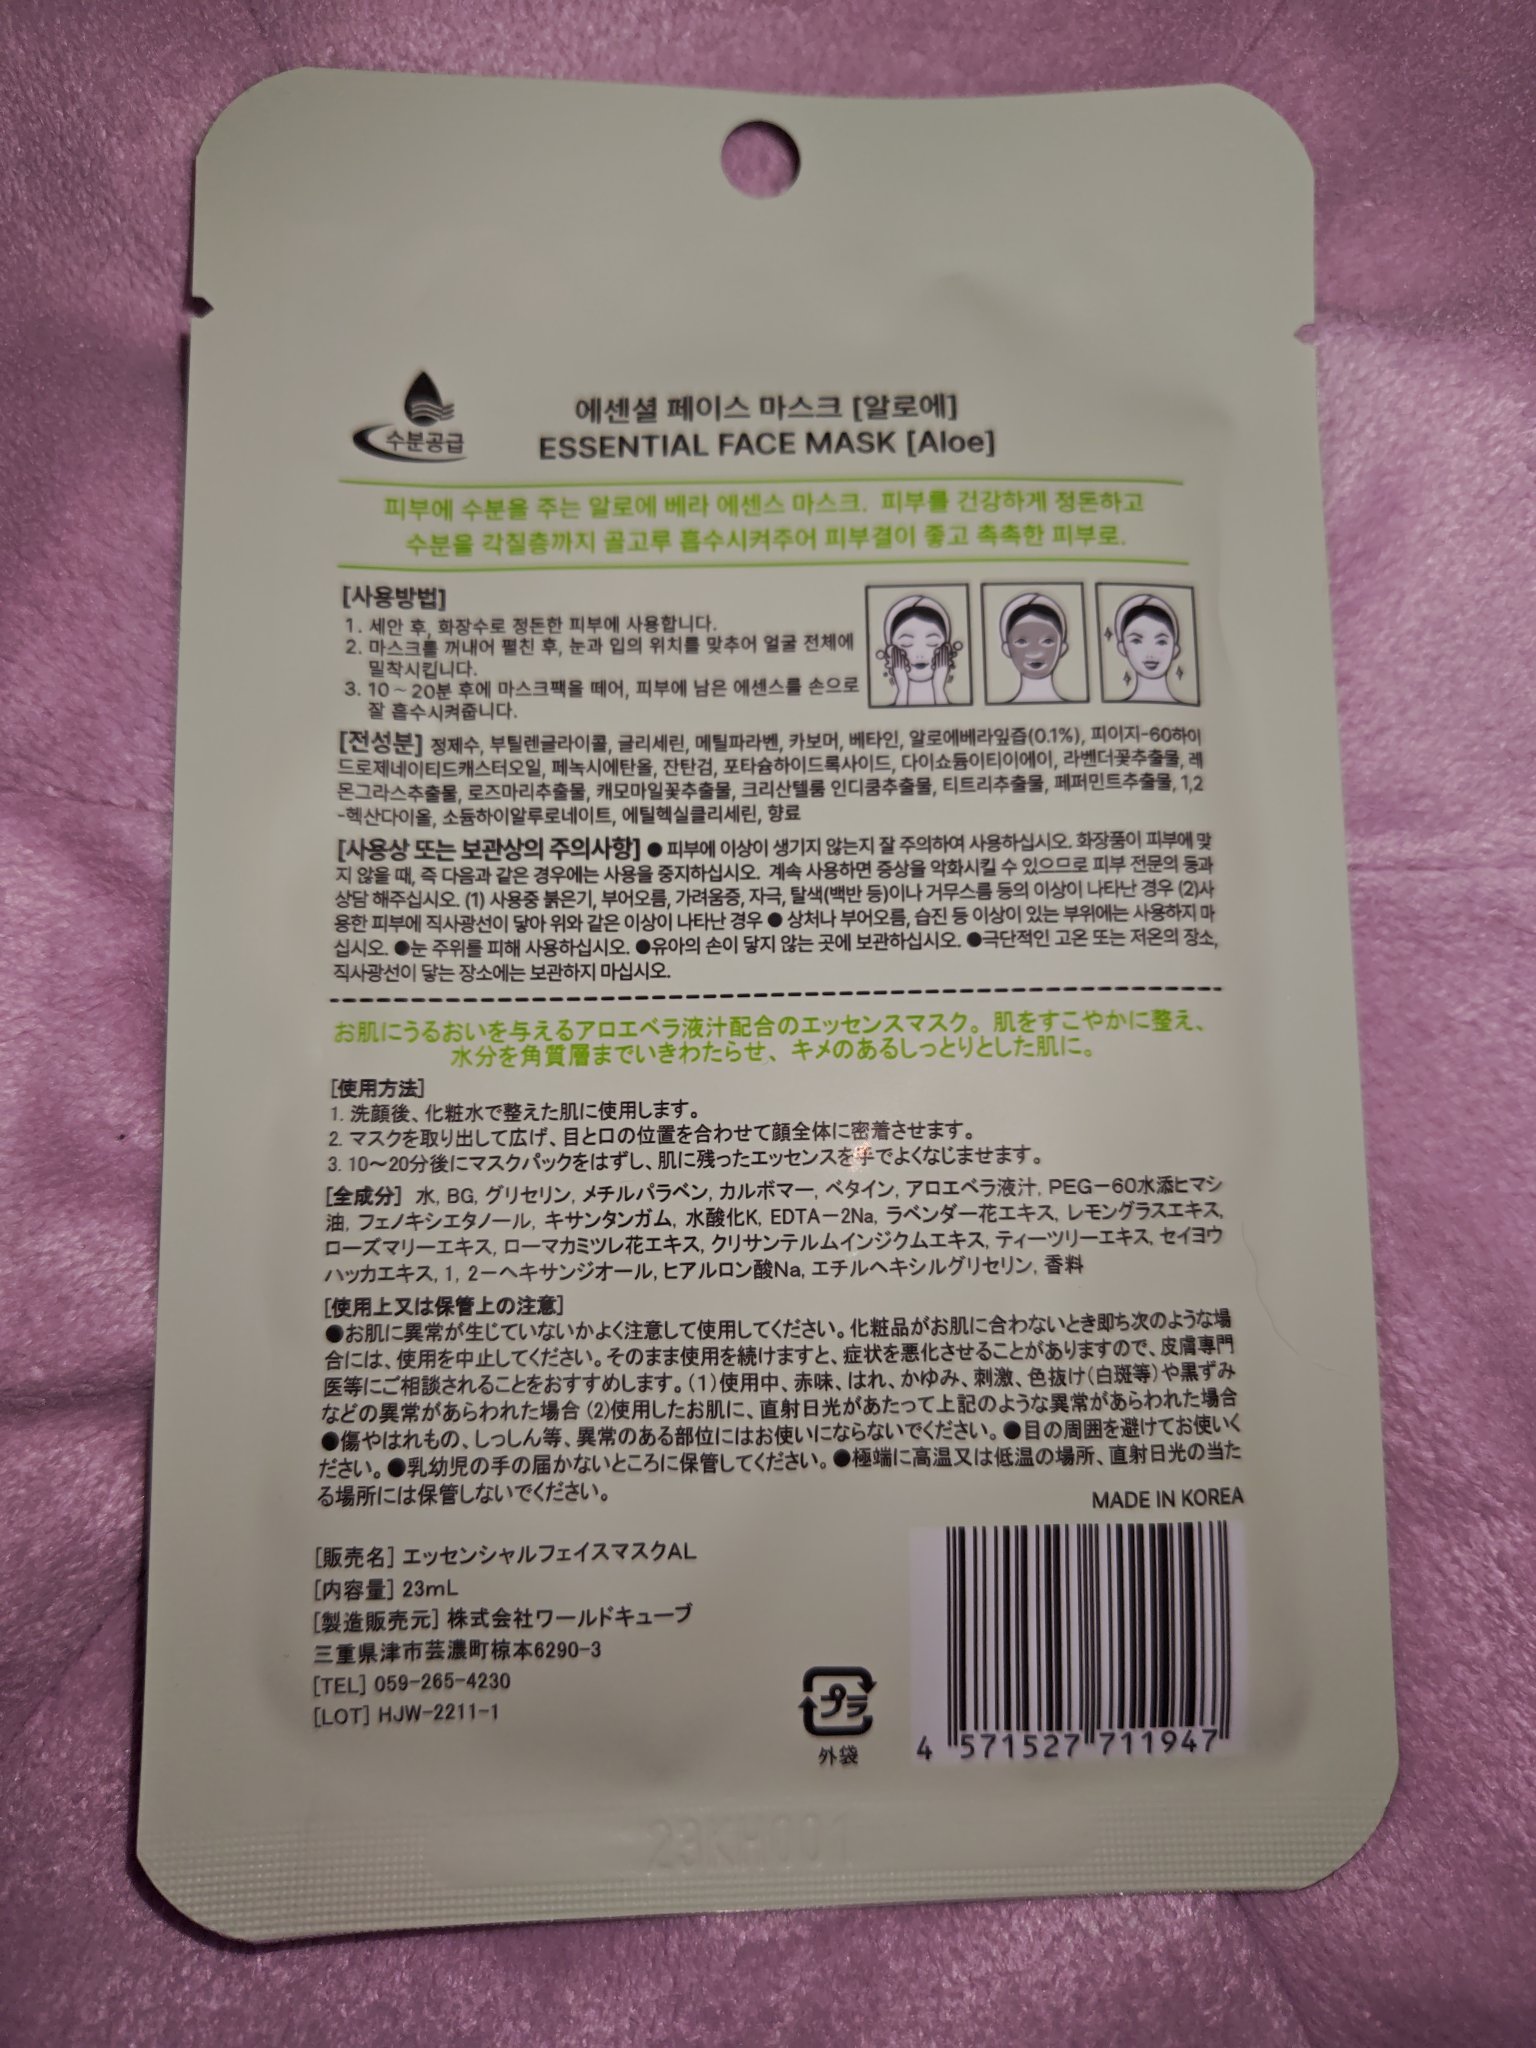 수분공급
에센셜 페이스 마스크 [알로에]
ESSENTIAL FACE MASK [Aloe]
피부에 수분을 주는 알로에 베라 에센스 마스크. 피부를 건강하게 정돈하고
수분을 각질층까지 골고루 흡수시켜주어 피부결이 좋고 촉촉한 피부로.
[사용방법]
1. 세안 후, 화장수로 정돈한 피부에 사용합니다.
2. 마스크를 꺼내어 펼친 후, 눈과 입의 위치를 맞추어 얼굴 전체에
밀착시킵니다.
3. 10~20분 후에 마스크팩을 떼어, 피부에 남은 에센스를 손으로
잘 흡수시켜줍니다.
[전성분] 정제수, 부틸렌글라이콜, 글리세린, 메틸파라벤, 카보머, 베타인, 알로에베라잎즙(0.1%), 피이지-60하이
드로제네이티드캐스터오일, 페녹시에탄올, 잔탄검, 포타슘하이드록사이드, 다이소듐이티이에이, 라벤더꽃추출물, 레
몬그라스추출물, 로즈마리추출물, 캐모마일꽃추출물, 크리산텔룸 인디쿰추출물, 티트리추출물, 페퍼민트추출물, 1,2
-헥산다이올, 소듐하이알루로네이트, 에틸헥실글리세린, 향료
[사용상 또는 보관상의 주의사항] ● 피부에 이상이 생기지 않는지 잘 주의하여 사용하십시오. 화장품이 피부에 맞
지 않을 때, 즉 다음과 같은 경우에는 사용을 중지하십시오. 계속 사용하면 증상을 악화시킬 수 있으므로 피부 전문의 등과
상담 해주십시오. (1) 사용중 붉은기, 부어오름, 가려움증, 자극, 탈색(백반 등)이나 거무스름 등의 이상이 나타난 경우 (2)사
용한 피부에 직사광선이 닿아 위와 같은 이상이 나타난 경우 ● 상처나 부어오름, 습진 등 이상이 있는 부위에는 사용하지 마
십시오. ●눈 주위를 피해 사용하십시오. ●유아의 손이 닿지 않는 곳에 보관하십시오. ●극단적인 고온 또는 저온의 장소,
직사광선이 닿는 장소에는 보관하지 마십시오.
お肌にうるおいを与えるアロエベラ液汁配合のエッセンスマスク。肌をすこやかに整え、
水分を角質層までいきわたらせ、キメのあるしっとりとした肌に。
[使用方法]
1. 洗顔後、化粧水で整えた肌に使用します。
2. マスクを取り出して広げ、目と口の位置を合わせて顔全体に密着させます。
3. 10～20分後にマスクパックをはずし、肌に残ったエッセンスを手でよくなじませます。
[全成分] 水, BG, グリセリン, メチルパラベン, カルボマー, ベタイン, アロエベラ液汁, PEG－60水添ヒマシ
油, フェノキシエタノール, キサンタンガム, 水酸化K, EDTA－2Na, ラベンダー花エキス, レモングラスエキス,
ローズマリーエキス, ローマカミツレ花エキス, クリサンテルムインジクムエキス, ティーツリーエキス, セイヨウ
ハッカエキス, 1, 2－ヘキサンジオール, ヒアルロン酸Na, エチルヘキシルグリセリン, 香料
[使用上又は保管上の注意]
●お肌に異常が生じていないかよく注意して使用してください。化粧品がお肌に合わないとき即ち次のような場
合には、使用を中止してください。そのまま使用を続けますと、症状を悪化させることがありますので、皮膚専門
医等にご相談されることをおすすめします。(1)使用中、赤味、はれ、かゆみ、刺激、色抜け(白斑等)や黒ずみ
などの異常があらわれた場合 (2)使用したお肌に、直射日光があたって上記のような異常があらわれた場合
●傷やはれもの、しっしん等、異常のある部位にはお使いにならないでください。●目の周囲を避けてお使いく
ださい。●乳幼児の手の届かないところに保管してください。●極端に高温又は低温の場所、直射日光の当た
る場所には保管しないでください。
MADE IN KOREA
[販売名] エッセンシャルフェイスマスクAL
[内容量] 23mL
[製造販売元] 株式会社ワールドキューブ
三重県津市芸濃町椋本6290-3
[TEL] 059-265-4230
[LOT] HJW-2211-1
プラ
外袋
4 571527 711947
23KH001